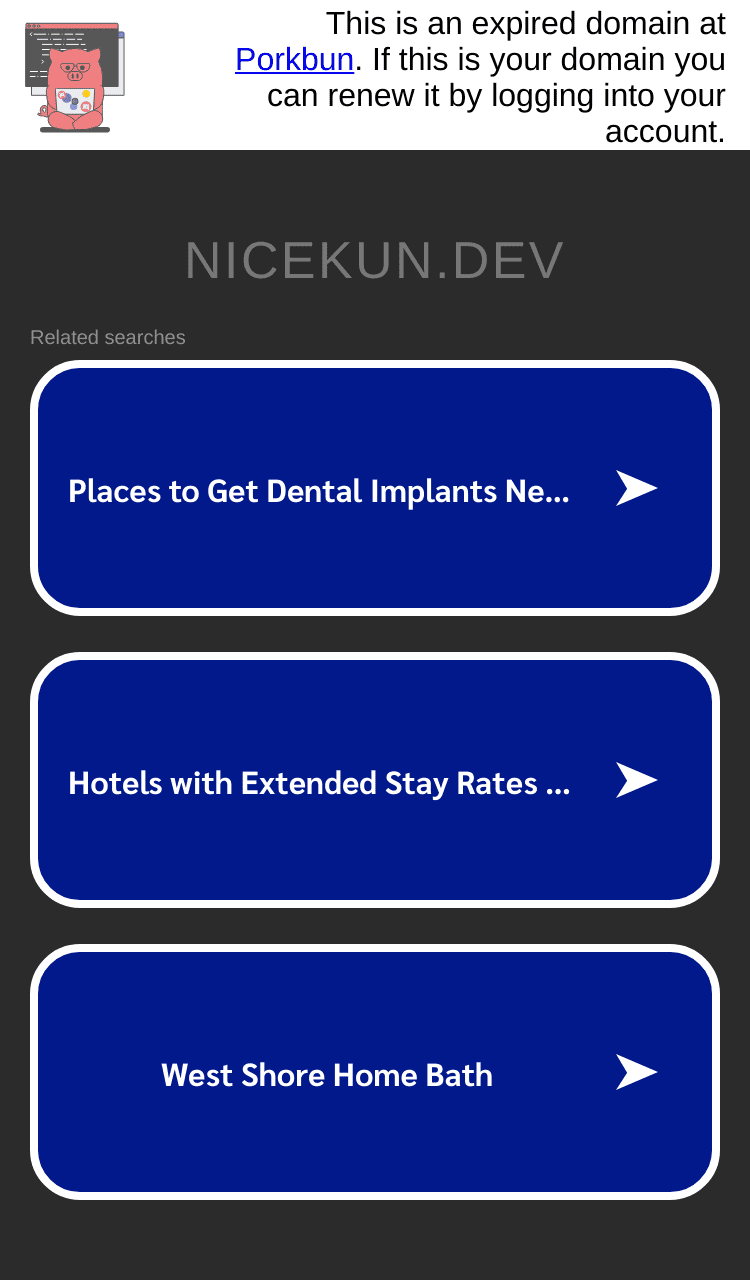 This is an expired domain at
Porkbun. If this is your domain you
can renew it by logging into your
account.
NICEKUN.DEV
Related searches
Places to Get Dental Implants Ne...
Hotels with Extended Stay Rates ...
West Shore Home Bath